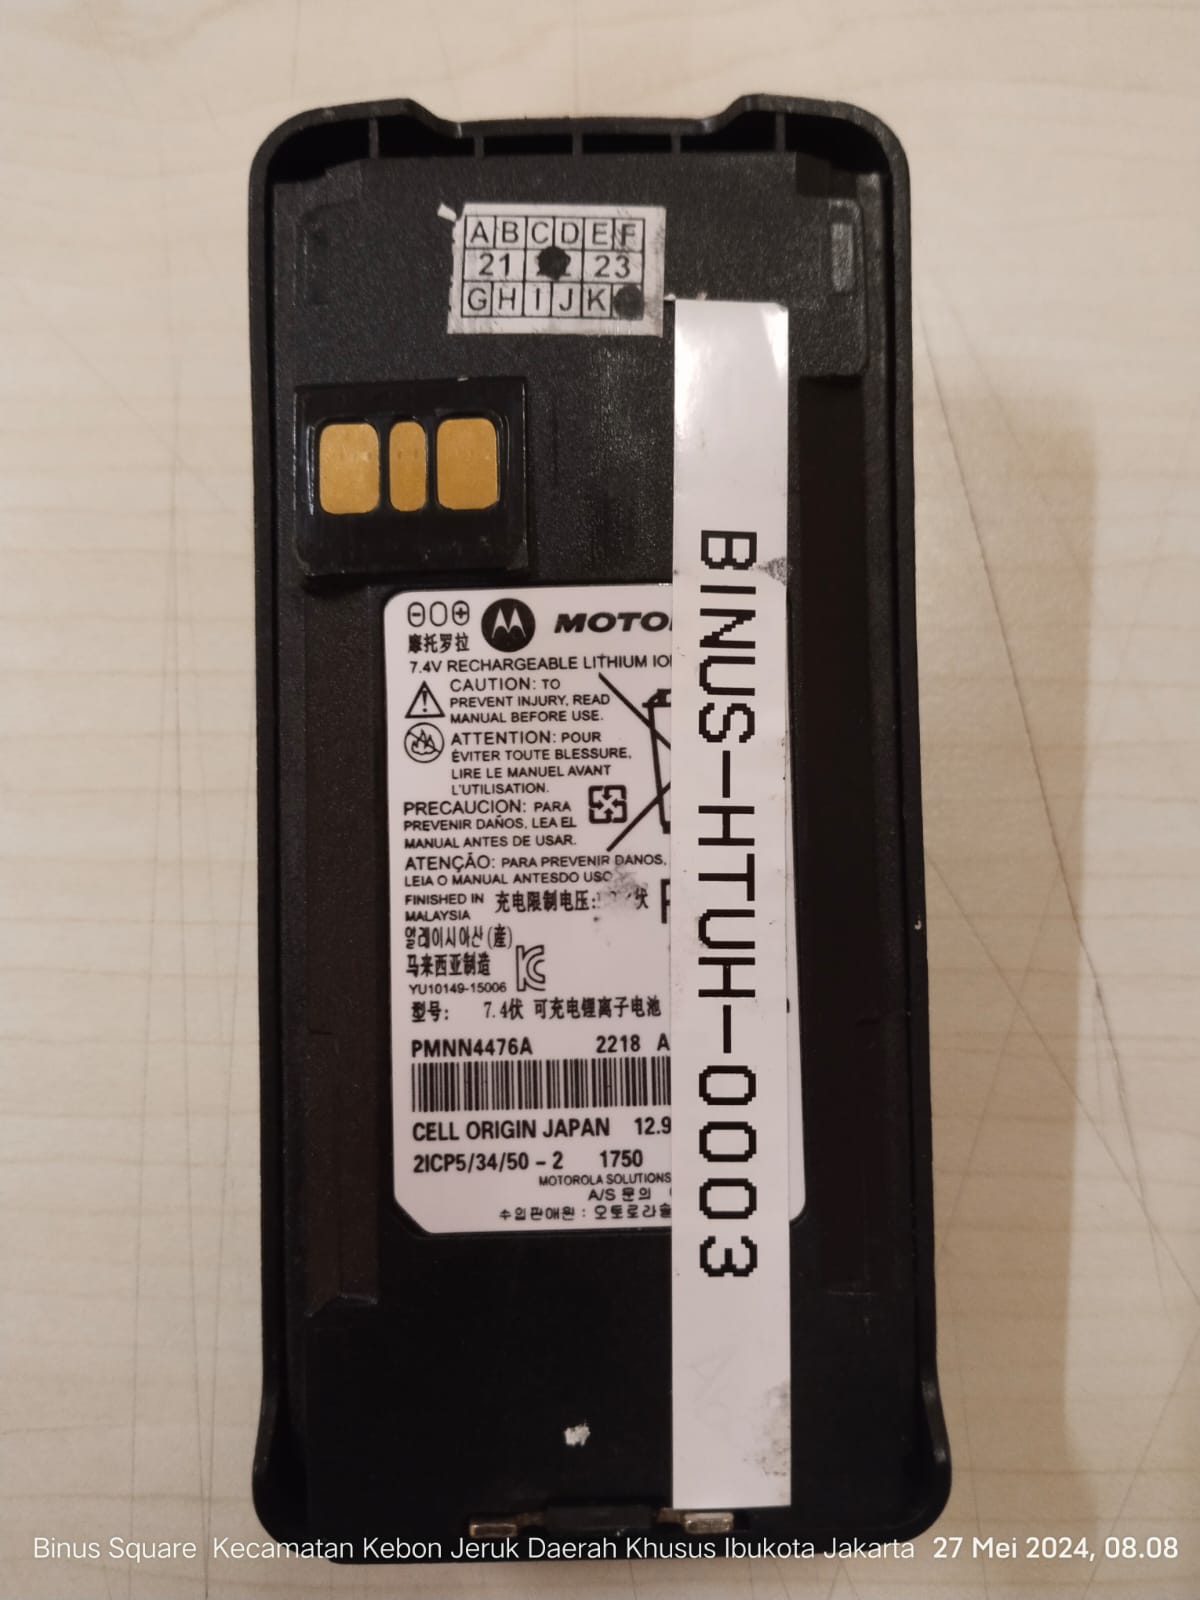 ABCDEF
21 23
GHIJK
摩托罗拉
MOTO
7.4V RECHARGEABLE LITHIUM IO
CAUTION: TO
PREVENT INJURY, READ
MANUAL BEFORE USE.
ATTENTION: POUR
ÉVITER TOUTE BLESSURE,
LIRE LE MANUEL AVANT
L'UTILISATION.
PRECAUCION: PARA
PREVENIR DAÑOS, LEA EL
MANUAL ANTES DE USAR.
ATENÇÃO: PARA PREVENIR DANOS,
LEIA O MANUAL ANTESDO USO
FINISHED IN
MALAYSIA
充电限制电压:
말레이시아산(産)
马来西亚制造
YU10149-15006
型号: 7.4伏 可充电锂离子电池
PMNN4476A 2218 A
CELL ORIGIN JAPAN 12.9
2ICP5/34/50 - 2 1750
MOTOROLA SOLUTIONS
A/S 문의
수입판매원 : 모토로라솔
BINUS-HTUH-0003
Binus Square Kecamatan Kebon Jeruk Daerah Khusus Ibukota Jakarta 27 Mei 2024, 08.08